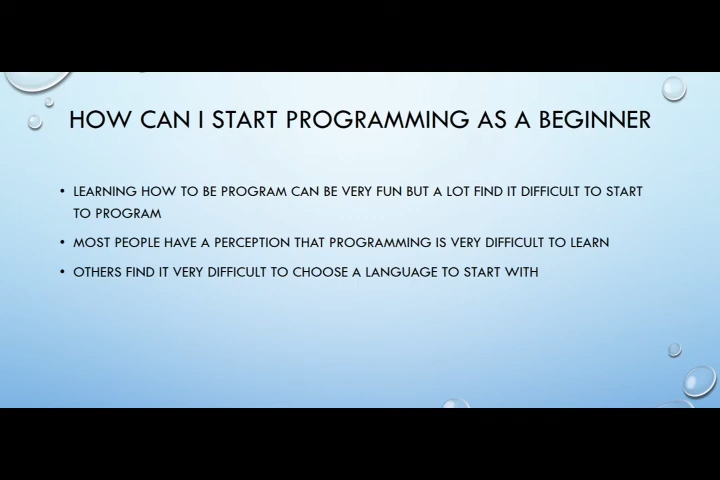 HOW CAN I START PROGRAMMING AS A BEGINNER
• LEARNING HOW TO BE PROGRAM CAN BE VERY FUN BUT A LOT FIND IT DIFFICULT TO START
TO PROGRAM
• MOST PEOPLE HAVE A PERCEPTION THAT PROGRAMMING IS VERY DIFFICULT TO LEARN
• OTHERS FIND IT VERY DIFFICULT TO CHOOSE A LANGUAGE TO START WITH